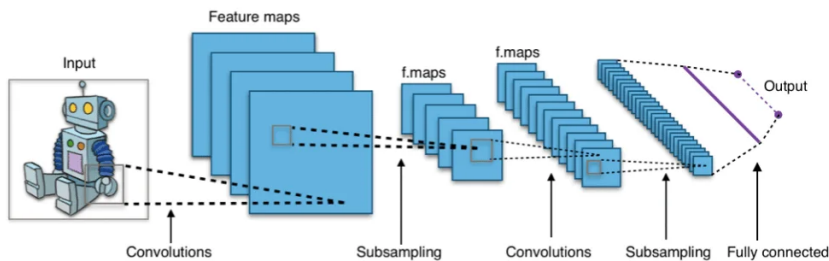 Feature maps
Input
f.maps
f.maps
Output
Convolutions
Subsampling
Convolutions
Subsampling
Fully connected